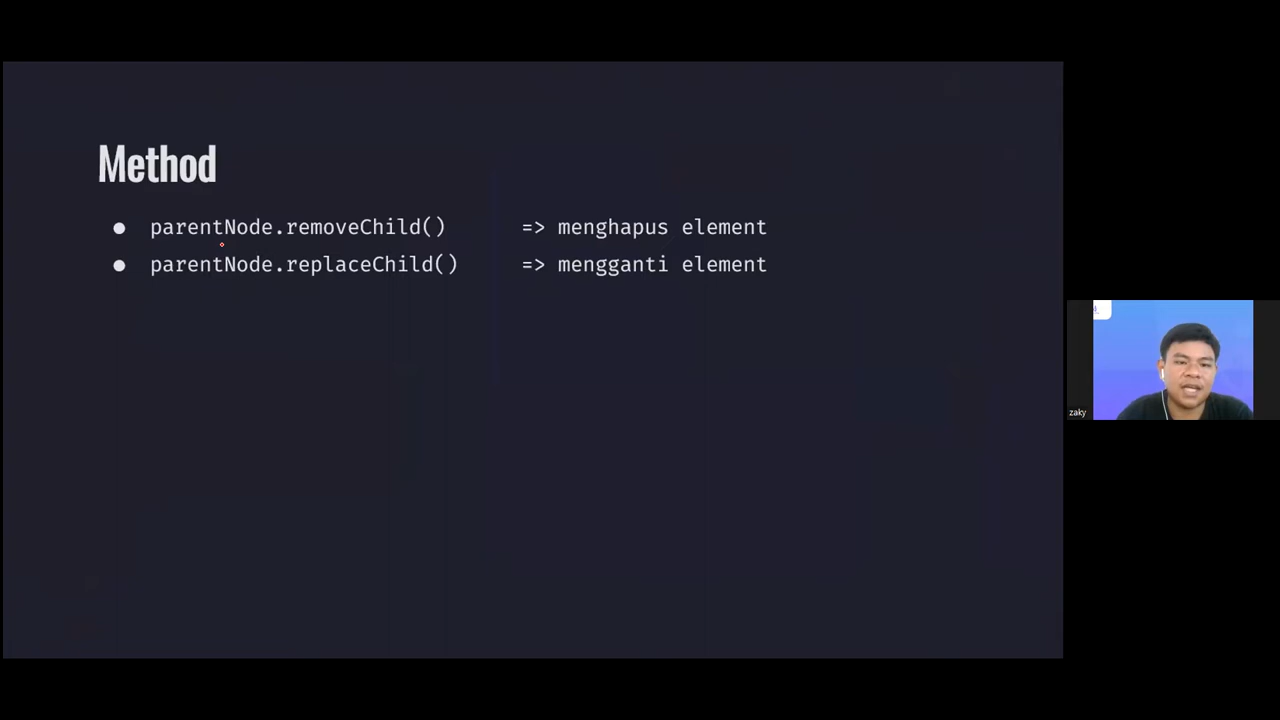 Method
● parentNode.removeChild() => menghapus element
● parentNode.replaceChild() => mengganti element
zaky